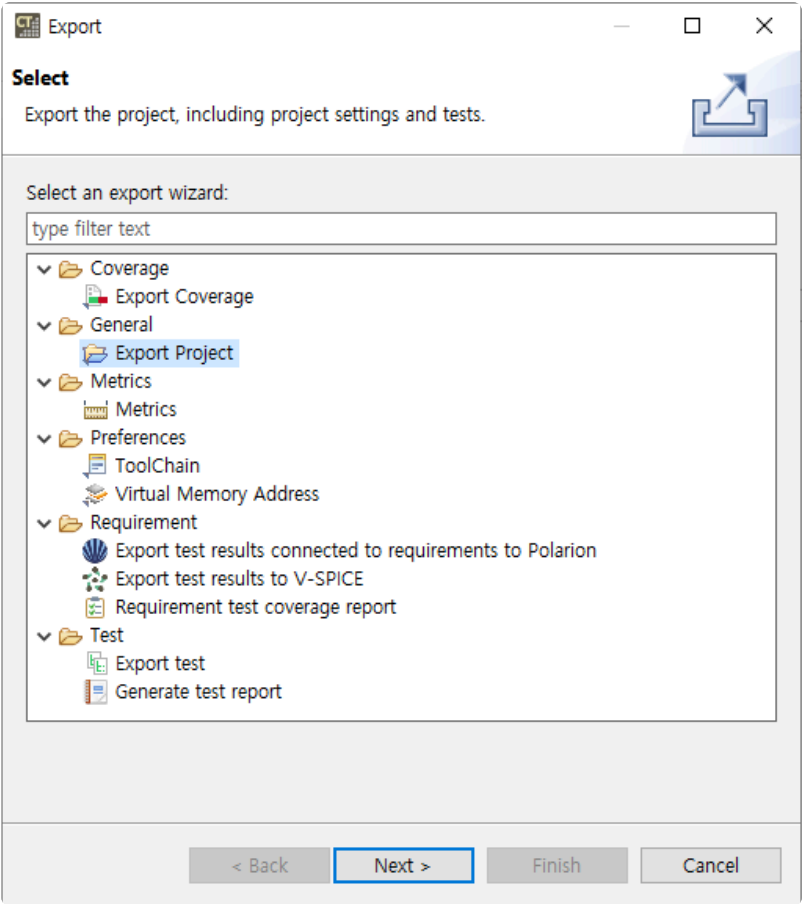 CT
Export
Select
Export the project, including project settings and tests.
Select an export wizard:
type filter text
Coverage
Export Coverage
General
Export Project
Metrics
Metrics
Preferences
ToolChain
Virtual Memory Address
Requirement
Export test results connected to requirements to Polarion
Export test results to V-SPICE
Requirement test coverage report
Test
Export test
Generate test report
< Back
Next >
Finish
Cancel